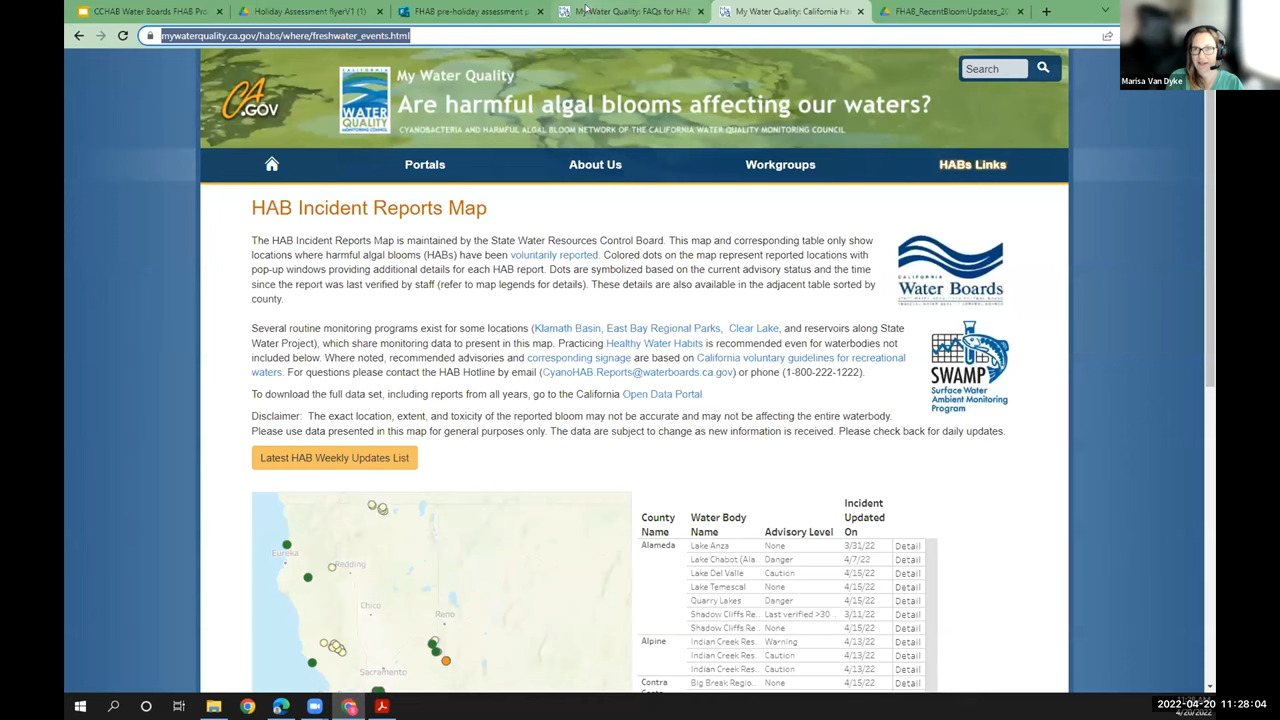 CCHAB Water Boards FHAB Pro
Holiday Assessment flyerV1 (1)
FHAB pre-holiday assessment p
My Water Quality: FAQs for HAB
My Water Quality: California Ha
FHAB_RecentBloomUpdates_20
mywaterquality.ca.gov/habs/where/freshwater_events.html
Marisa Van Dyke
CA.GOV
CALIFORNIA
WATER
QUALITY
MONITORING COUNCIL
My Water Quality
Are harmful algal blooms affecting our waters?
CYANOBACTERIA AND HARMFUL ALGAL BLOOM NETWORK OF THE CALIFORNIA WATER QUALITY MONITORING COUNCIL
Search
Portals
About Us
Workgroups
HABs Links
HAB Incident Reports Map
The HAB Incident Reports Map is maintained by the State Water Resources Control Board. This map and corresponding table only show
locations where harmful algal blooms (HABs) have been voluntarily reported. Colored dots on the map represent reported locations with
pop-up windows providing additional details for each HAB report. Dots are symbolized based on the current advisory status and the time
since the report was last verified by staff (refer to map legends for details). These details are also available in the adjacent table sorted by
county.
CALIFORNIA
Water Boards
Several routine monitoring programs exist for some locations (Klamath Basin, East Bay Regional Parks, Clear Lake, and reservoirs along State
Water Project), which share monitoring data to present in this map. Practicing Healthy Water Habits is recommended even for waterbodies not
included below. Where noted, recommended advisories and corresponding signage are based on California voluntary guidelines for recreational
waters. For questions please contact the HAB Hotline by email (CyanoHAB.Reports@waterboards.ca.gov) or phone (1-800-222-1222).
SWAMP
Surface Water
Ambient Monitoring
Program
To download the full data set, including reports from all years, go to the California Open Data Portal.
Disclaimer: The exact location, extent, and toxicity of the reported bloom may not be accurate and may not be affecting the entire waterbody.
Please use data presented in this map for general purposes only. The data are subject to change as new information is received. Please check back for daily updates.
Latest HAB Weekly Updates List
Eureka
Redding
Chico
Reno
Sacramento
County Name Water Body Name Advisory Level Incident Updated On
Alameda Lake Anza None 3/31/22 Detail
Lake Chabot (Ala.. Danger 4/7/22 Detail
Lake Del Valle Caution 4/15/22 Detail
Lake Temescal None 4/15/22 Detail
Quarry Lakes Danger 4/15/22 Detail
Shadow Cliffs Re.. Last verified >30 .. 3/11/22 Detail
Shadow Cliffs Re.. None 4/15/22 Detail
Alpine Indian Creek Res.. Warning 4/13/22 Detail
Indian Creek Res.. Caution 4/13/22 Detail
Indian Creek Res.. Caution 4/13/22 Detail
Contra Big Break Regio.. None 4/15/22 Detail
2022-04-20 11:28:04